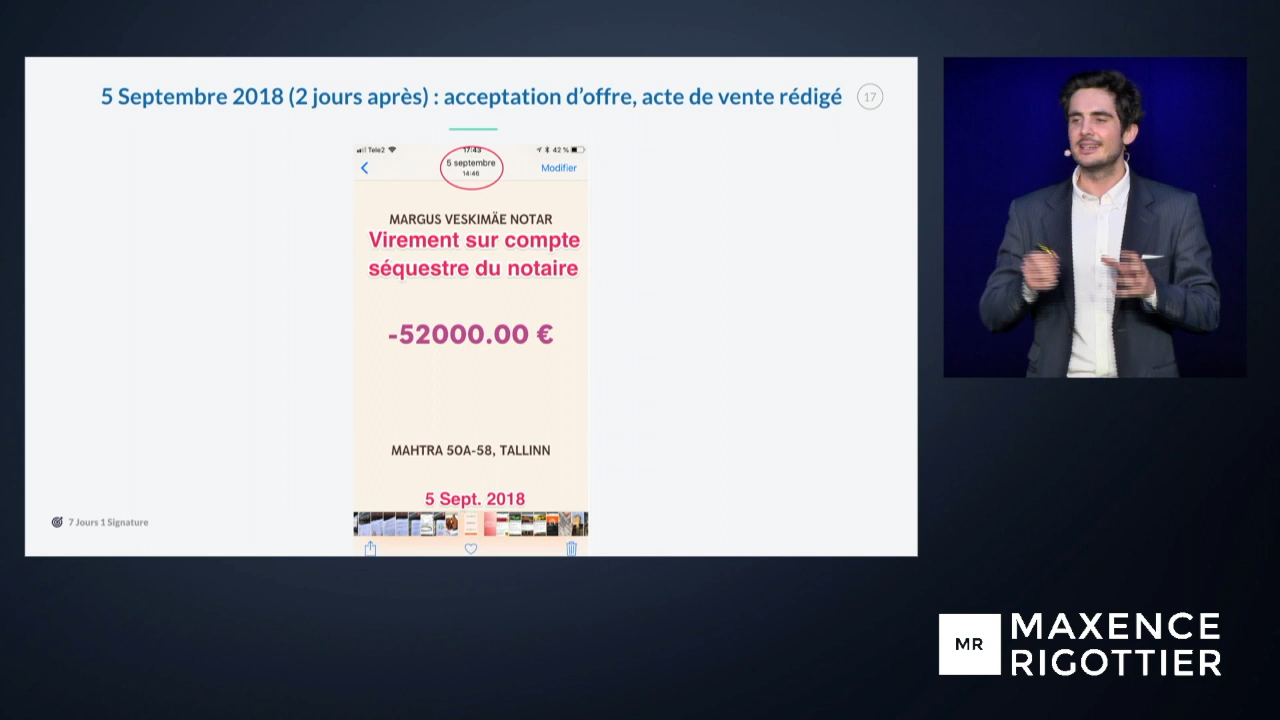 5 Septembre 2018 (2 jours après) : acceptation d'offre, acte de vente rédigé
17
Tele2 17:43 42 %
5 septembre
14:46
Modifier
MARGUS VESKIMÄE NOTAR
Virement sur compte
séquestre du notaire
-52000.00 €
MAHTRA 50A-58, TALLINN
5 Sept. 2018
7 Jours 1 Signature
MR
MAXENCE
RIGOTTIER